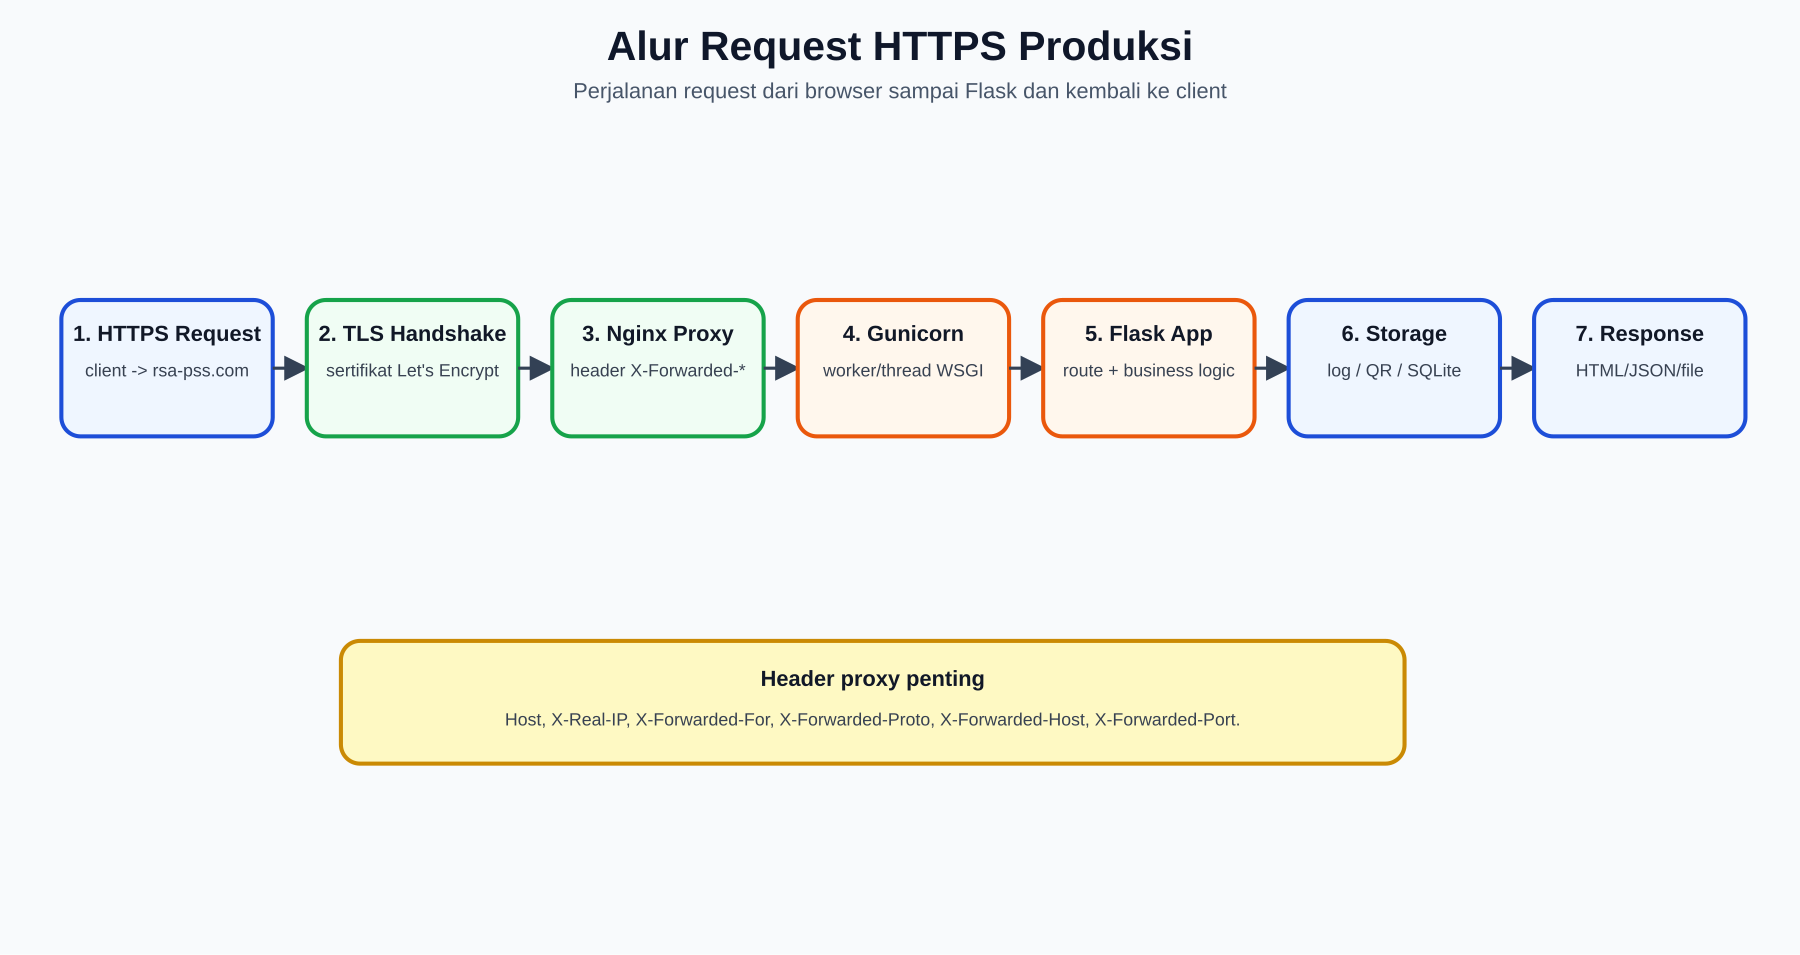 Alur Request HTTPS Produksi
Perjalanan request dari browser sampai Flask dan kembali ke client
1. HTTPS Request
client -> rsa-pss.com
2. TLS Handshake
sertifikat Let's Encrypt
3. Nginx Proxy
header X-Forwarded-*
4. Gunicorn
worker/thread WSGI
5. Flask App
route + business logic
6. Storage
log / QR / SQLite
7. Response
HTML/JSON/file
Header proxy penting
Host, X-Real-IP, X-Forwarded-For, X-Forwarded-Proto, X-Forwarded-Host, X-Forwarded-Port.